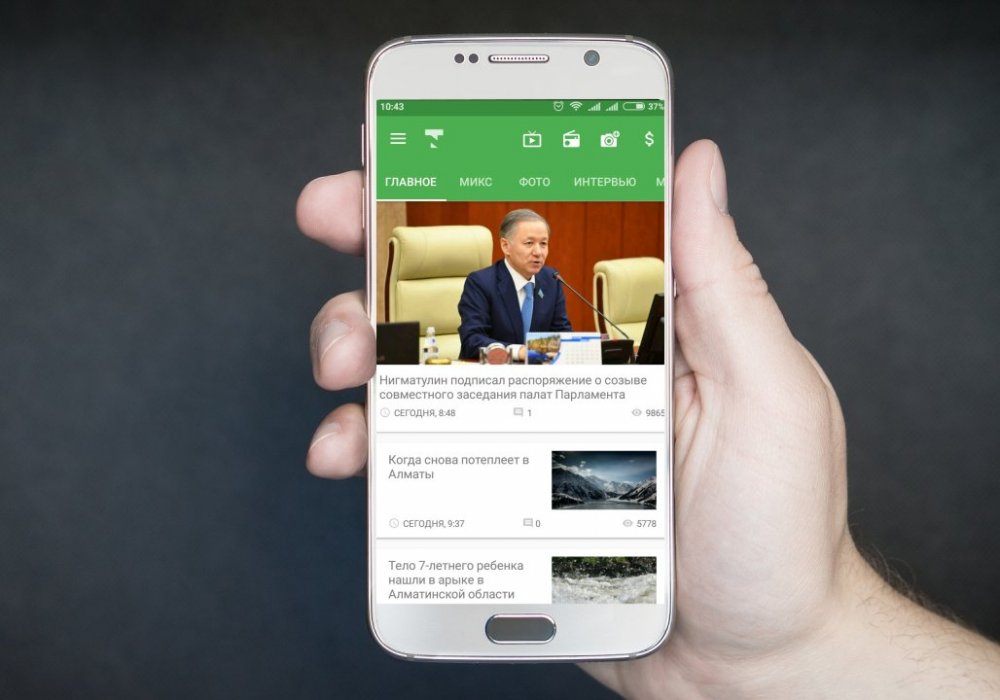 10:43
37%
$
ГЛАВНОЕ МИКС ФОТО ИНТЕРВЬЮ М
Нигматулин подписал распоряжение о созыве
совместного заседания палат Парламента
СЕГОДНЯ, 8:48 1 9865
Когда снова потеплеет в
Алматы
СЕГОДНЯ, 9:37 0 5778
Тело 7-летнего ребенка
нашли в арыке в
Алматинской области